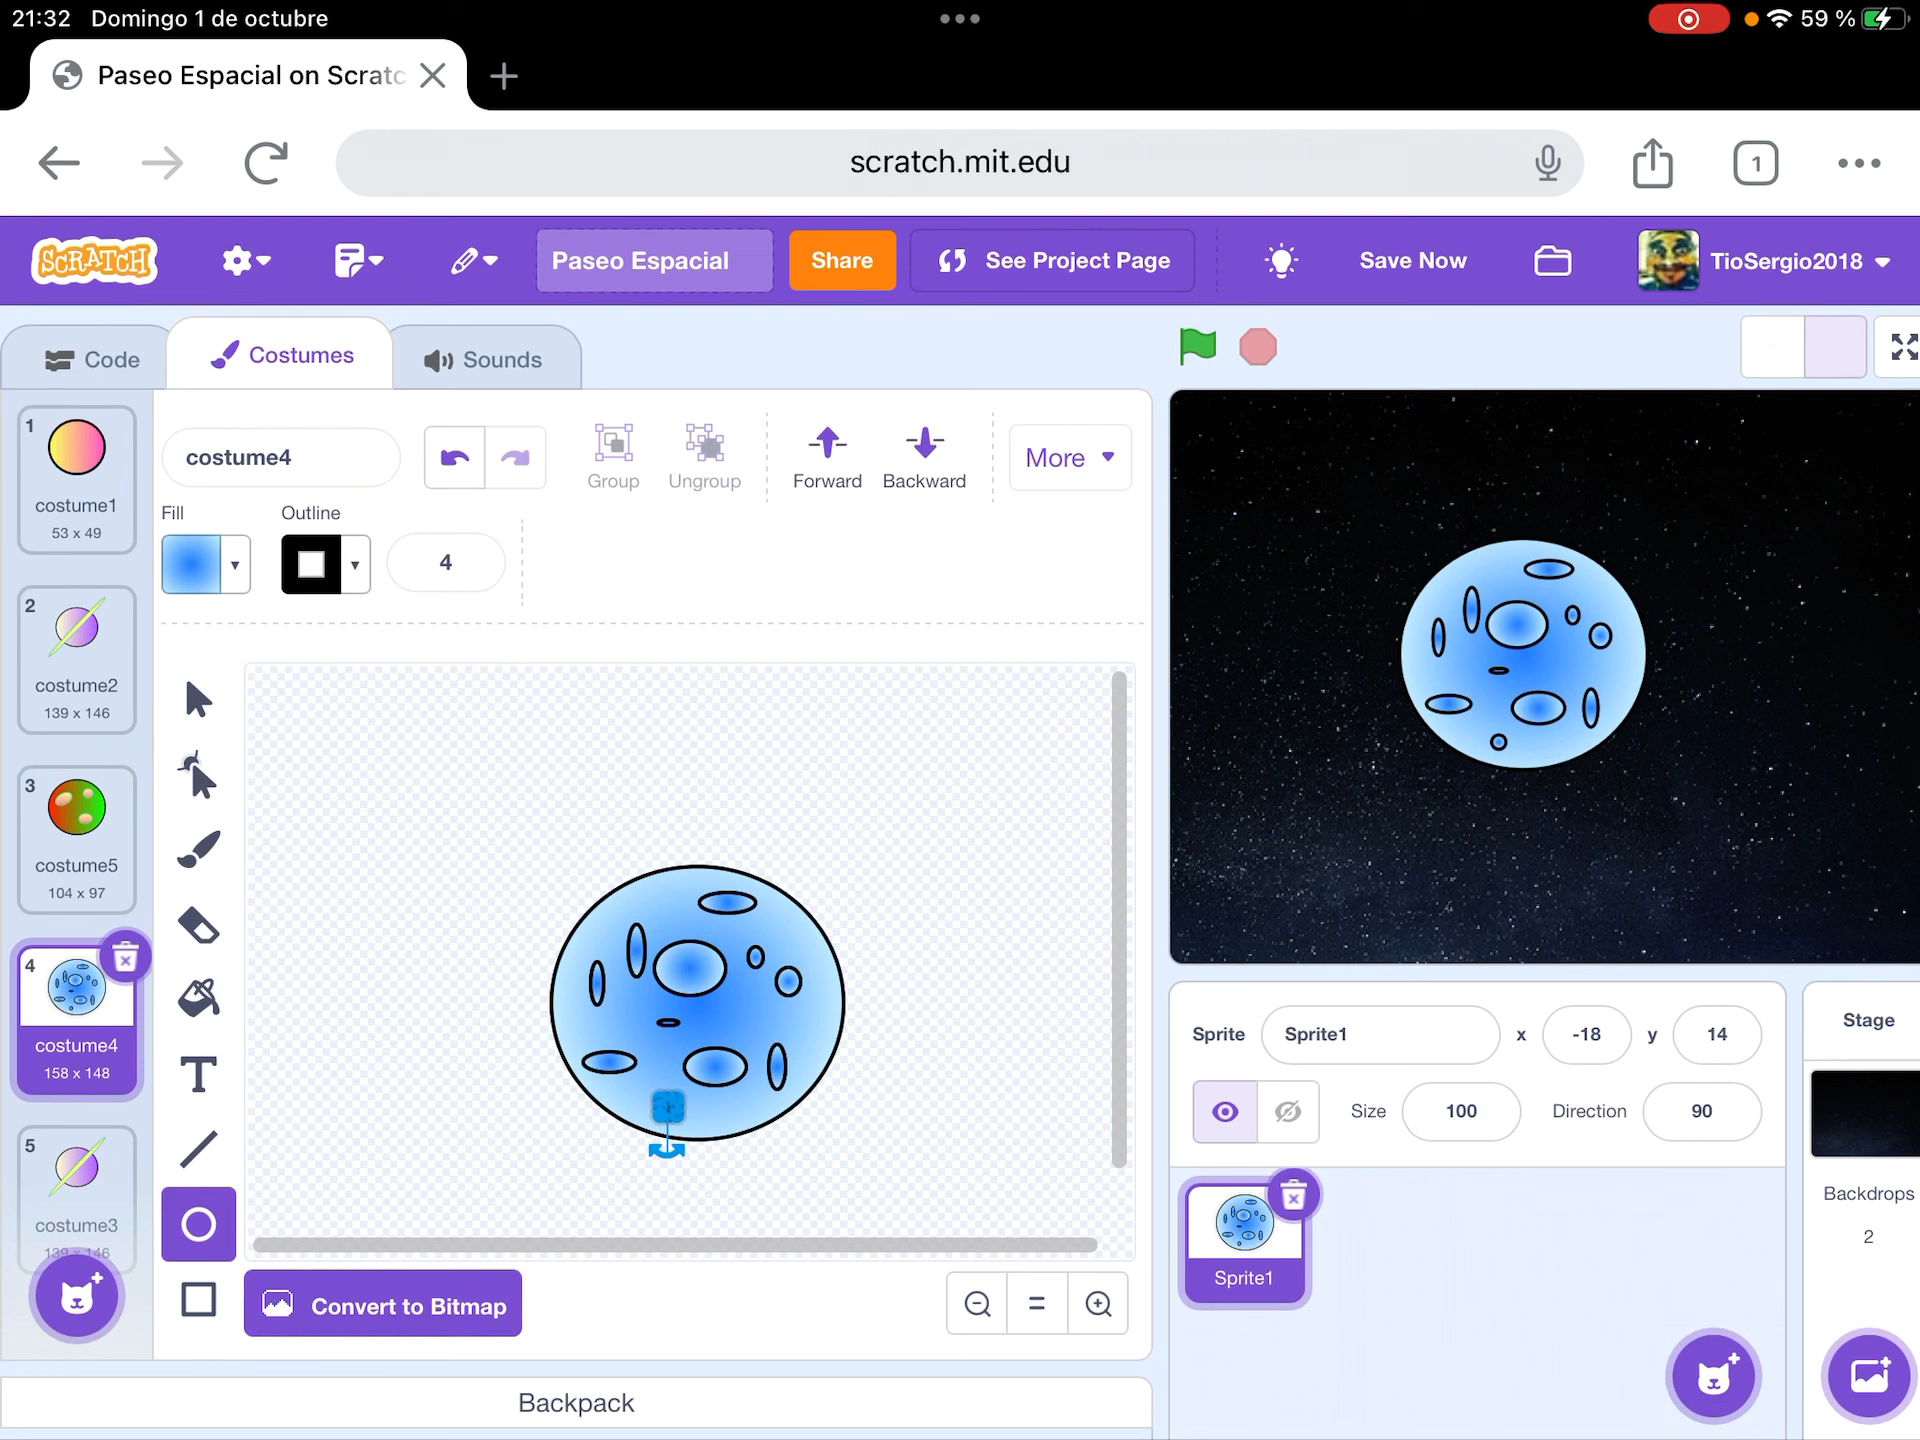 21:32 Domingo 1 de octubre
59 %
Paseo Espacial on Scratc
scratch.mit.edu
1
SCRATCH
Paseo Espacial
Share
See Project Page
Save Now
TioSergio2018
Code
Costumes
Sounds
1
costume1
53 x 49
2
costume2
139 x 146
3
costume5
104 x 97
4
costume4
158 x 148
5
costume3
139 x 146
costume4
Group
Ungroup
Forward
Backward
More
Fill
Outline
4
T
Convert to Bitmap
Backpack
Sprite
Sprite1
x
-18
y
14
Size
100
Direction
90
Sprite1
Stage
Backdrops
2